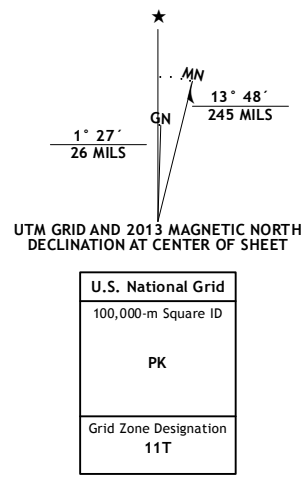 ★
MN
GN
13° 48´
245 MILS
1° 27´
26 MILS
UTM GRID AND 2013 MAGNETIC NORTH
DECLINATION AT CENTER OF SHEET
U.S. National Grid
100,000-m Square ID
PK
Grid Zone Designation
11T